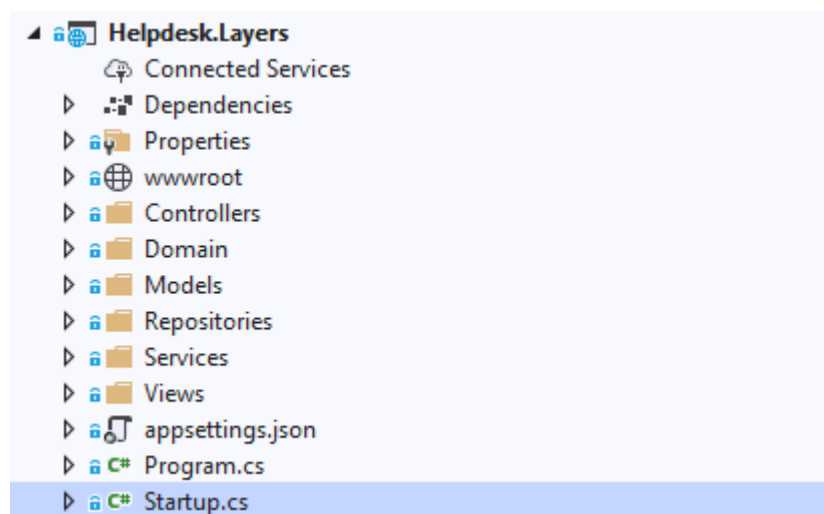 Helpdesk.Layers
Connected Services
Dependencies
Properties
wwwroot
Controllers
Domain
Models
Repositories
Services
Views
appsettings.json
C# Program.cs
C# Startup.cs